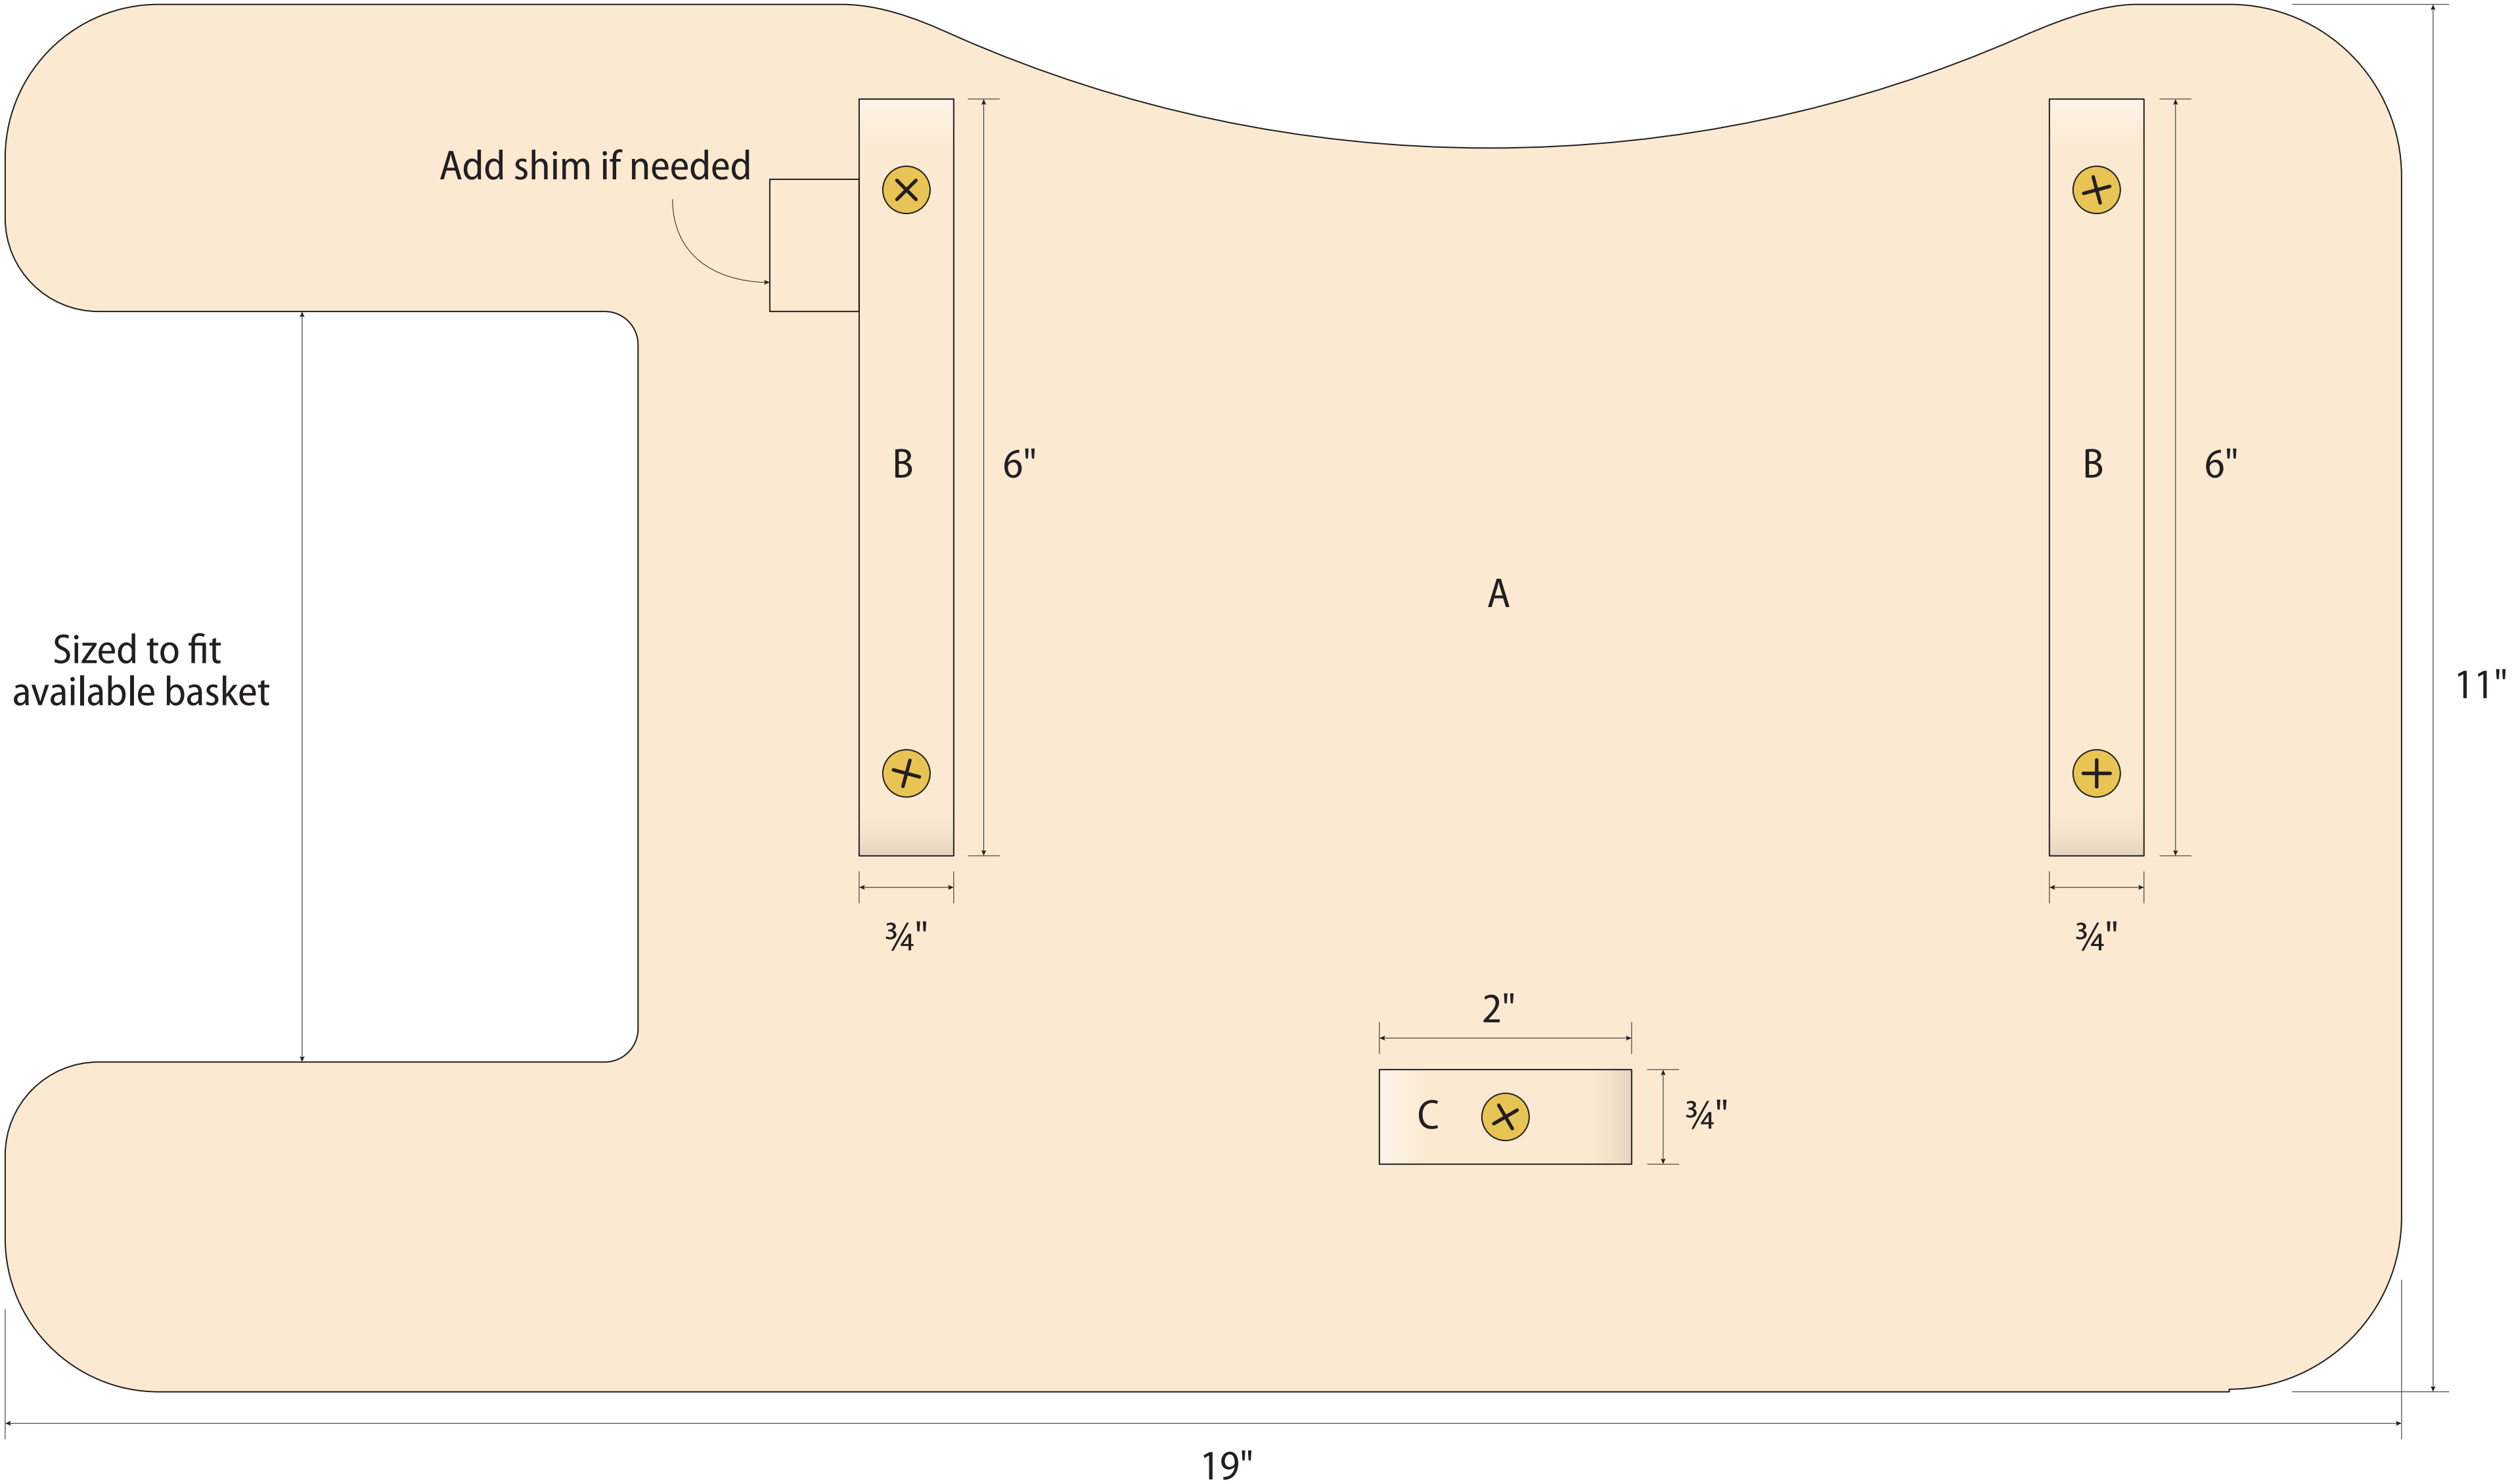 Add shim if needed
B
6"
B
6"
A
Sized to fit
available basket
11"
¾"
¾"
2"
C
¾"
19"